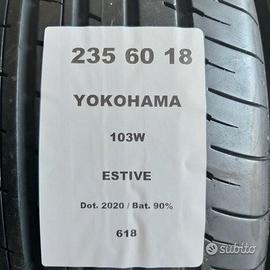 235 60 18
YOKOHAMA
103W
ESTIVE
Dot. 2020 / Bat. 90%
618
subito